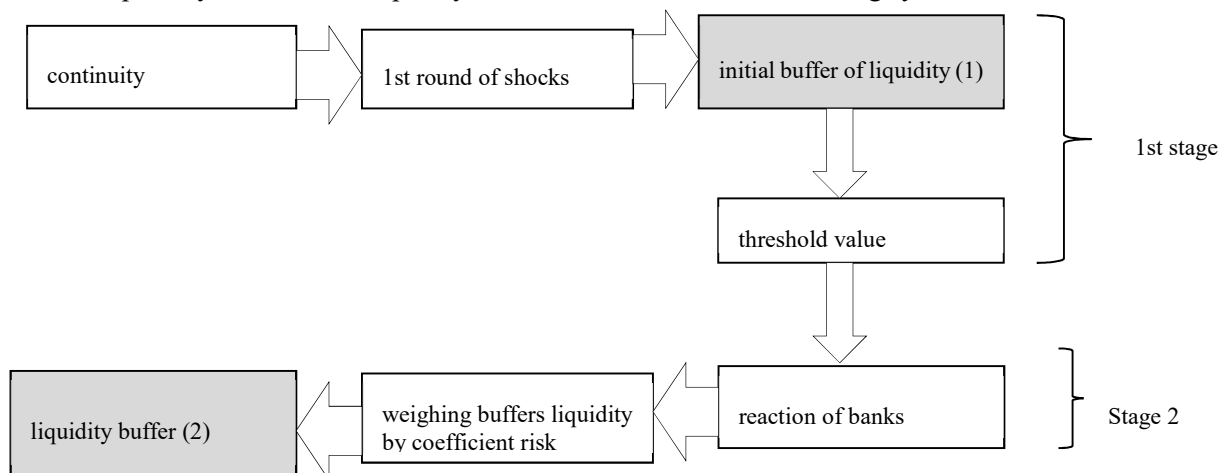 continuity
1st round of shocks
initial buffer of liquidity (1)
1st stage
threshold value
liquidity buffer (2)
weighing buffers liquidity
by coefficient risk
reaction of banks
Stage 2